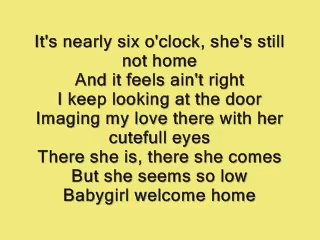 It's nearly six o'clock, she's still
not home
And it feels ain't right
I keep looking at the door
Imaging my love there with her
cutefull eyes
There she is, there she comes
But she seems so low
Babygirl welcome home